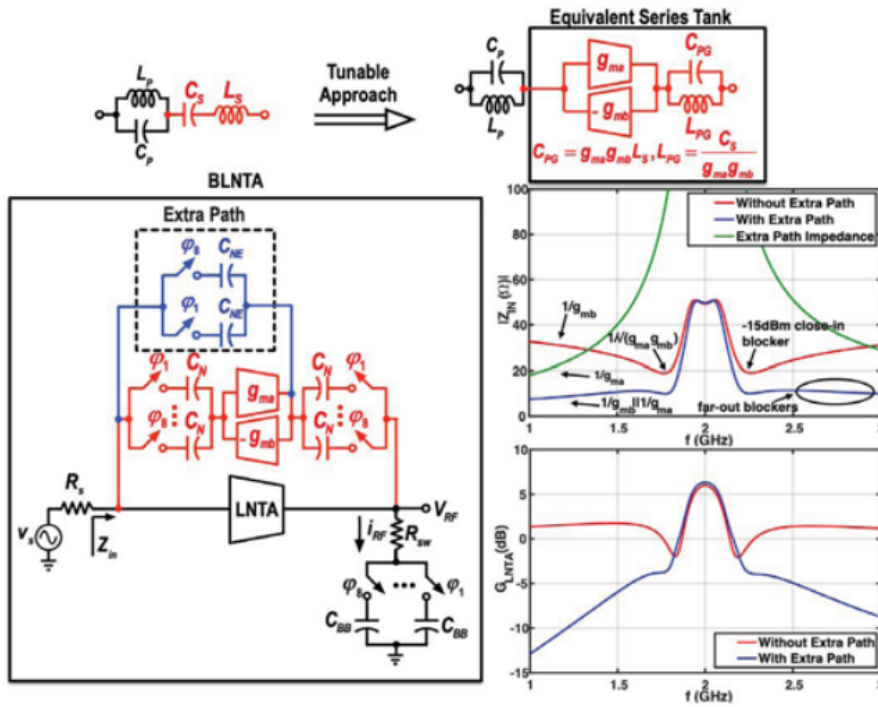 Equivalent Series Tank
L_P
C_S
L_S
C_P
Tunable
Approach
C_P
L_P
g_ma
-g_mb
C_PG
L_PG
C_PG = g_ma g_mb L_S, L_PG = C_S / g_ma g_mb
BLNTA
Extra Path
φ_8
C_NE
φ_1
C_NE
φ_1
C_N
g_ma
C_N
φ_1
φ_8
C_N
-g_mb
C_N
φ_8
R_s
LNTA
V_RF
v_s
Z_in
i_RF
R_sw
φ_8
φ_1
C_BB
C_BB
|Z_IN (Ω)|
100
80
60
40
20
0
Without Extra Path
With Extra Path
Extra Path Impedance
1/g_mb
1/√(g_ma g_mb)
-15dBm close-in
blocker
1/g_ma
1/g_mb||1/g_ma
far-out blockers
1
1.5
2
2.5
f (GHz)
G_LNTA(dB)
10
5
0
-5
-10
-15
Without Extra Path
With Extra Path
1
1.5
2
2.5
f (GHz)